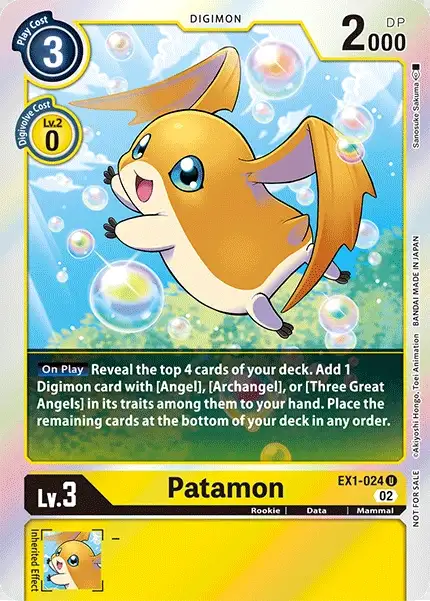 DIGIMON
Play Cost
3
DP
2000
Digivolve Cost
Lv.2
0
Sanosuke Sakuma
On Play Reveal the top 4 cards of your deck. Add 1
Digimon card with [Angel], [Archangel], or [Three Great
Angels] in its traits among them to your hand. Place the
remaining cards at the bottom of your deck in any order.
Lv.3
Patamon
EX1-024 U
02
Rookie | Data | Mammal
Inherited Effect
–
©Akiyoshi Hongo, Toei Animation BANDAI MADE IN JAPAN
NOT FOR SALE